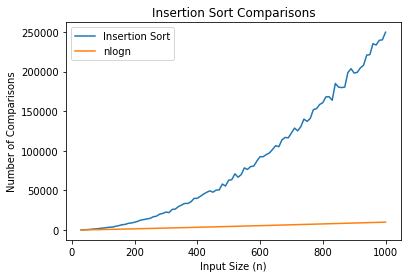 Insertion Sort Comparisons
Insertion Sort
nlogn
250000
200000
150000
100000
50000
0
Number of Comparisons
0 200 400 600 800 1000
Input Size (n)